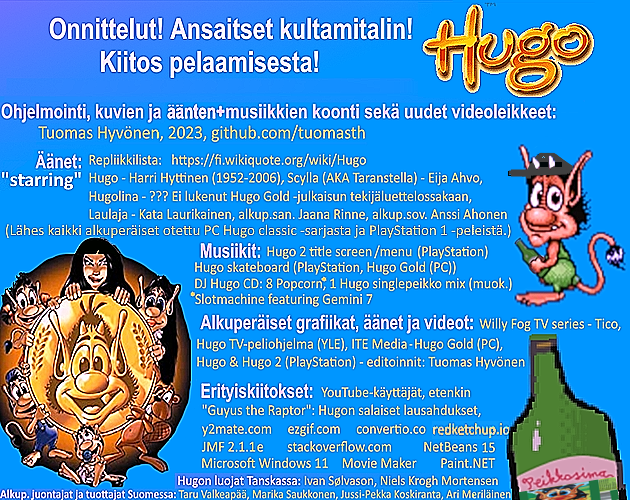 Onnittelut! Ansaitset kultamitalin!
Kiitos pelaamisesta!
Hugo
Ohjelmointi, kuvien ja äänten+musiikkien koonti sekä uudet videoleikkeet:
Tuomas Hyvönen, 2023, github.com/tuomasth
Äänet: Repliikkilista: https://fi.wikiquote.org/wiki/Hugo
"starring" Hugo - Harri Hyttinen (1952-2006), Scylla (AKA Taranstella) - Eija Ahvo,
Hugolina - ??? Ei lukenut Hugo Gold -julkaisun tekijäluettelossakaan,
Laulaja - Kata Laurikainen, alkup.san. Jaana Rinne, alkup.sov. Anssi Ahonen
(Lähes kaikki alkuperäiset otettu PC Hugo classic -sarjasta ja PlayStation 1 -peleistä.)
Musiikit: Hugo 2 title screen/menu (PlayStation)
Hugo skateboard (PlayStation, Hugo Gold (PC))
DJ Hugo CD: 8 Popcorn, 1 Hugo singlepeikko mix (muok.)
Slotmachine featuring Gemini 7
Alkuperäiset grafiikat, äänet ja videot: Willy Fog TV series - Tico,
Hugo TV-peliohjelma (YLE), ITE Media-Hugo Gold (PC),
Hugo & Hugo 2 (PlayStation) - editoinnit: Tuomas Hyvönen
Erityiskiitokset: YouTube-käyttäjät, etenkin
"Guyus the Raptor": Hugon salaiset lausahdukset,
y2mate.com ezgif.com convertio.co redketchup.io
JMF 2.1.1e stackoverflow.com NetBeans 15
Microsoft Windows 11 Movie Maker Paint.NET
Peikkosima
Hugon luojat Tanskassa: Ivan Sølvason, Niels Krogh Mortensen
Alkup. juontajat ja tuottajat Suomessa: Taru Valkeapää, Marika Saukkonen, Jussi-Pekka Koskiranta, Ari Meriläinen